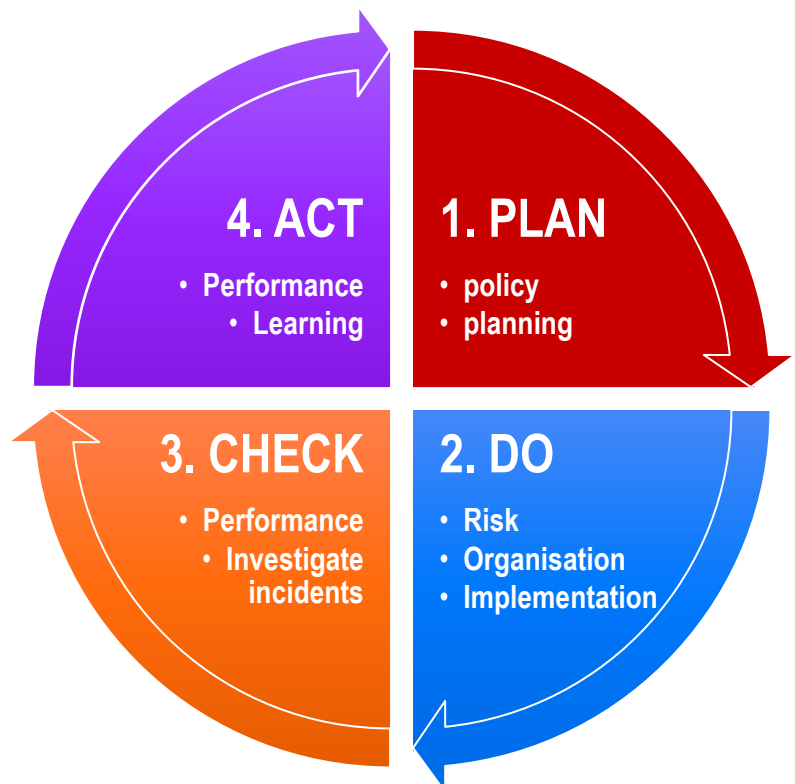 1. PLAN
• policy
• planning
2. DO
• Risk
• Organisation
• Implementation
3. CHECK
• Performance
• Investigate
incidents
4. ACT
• Performance
• Learning